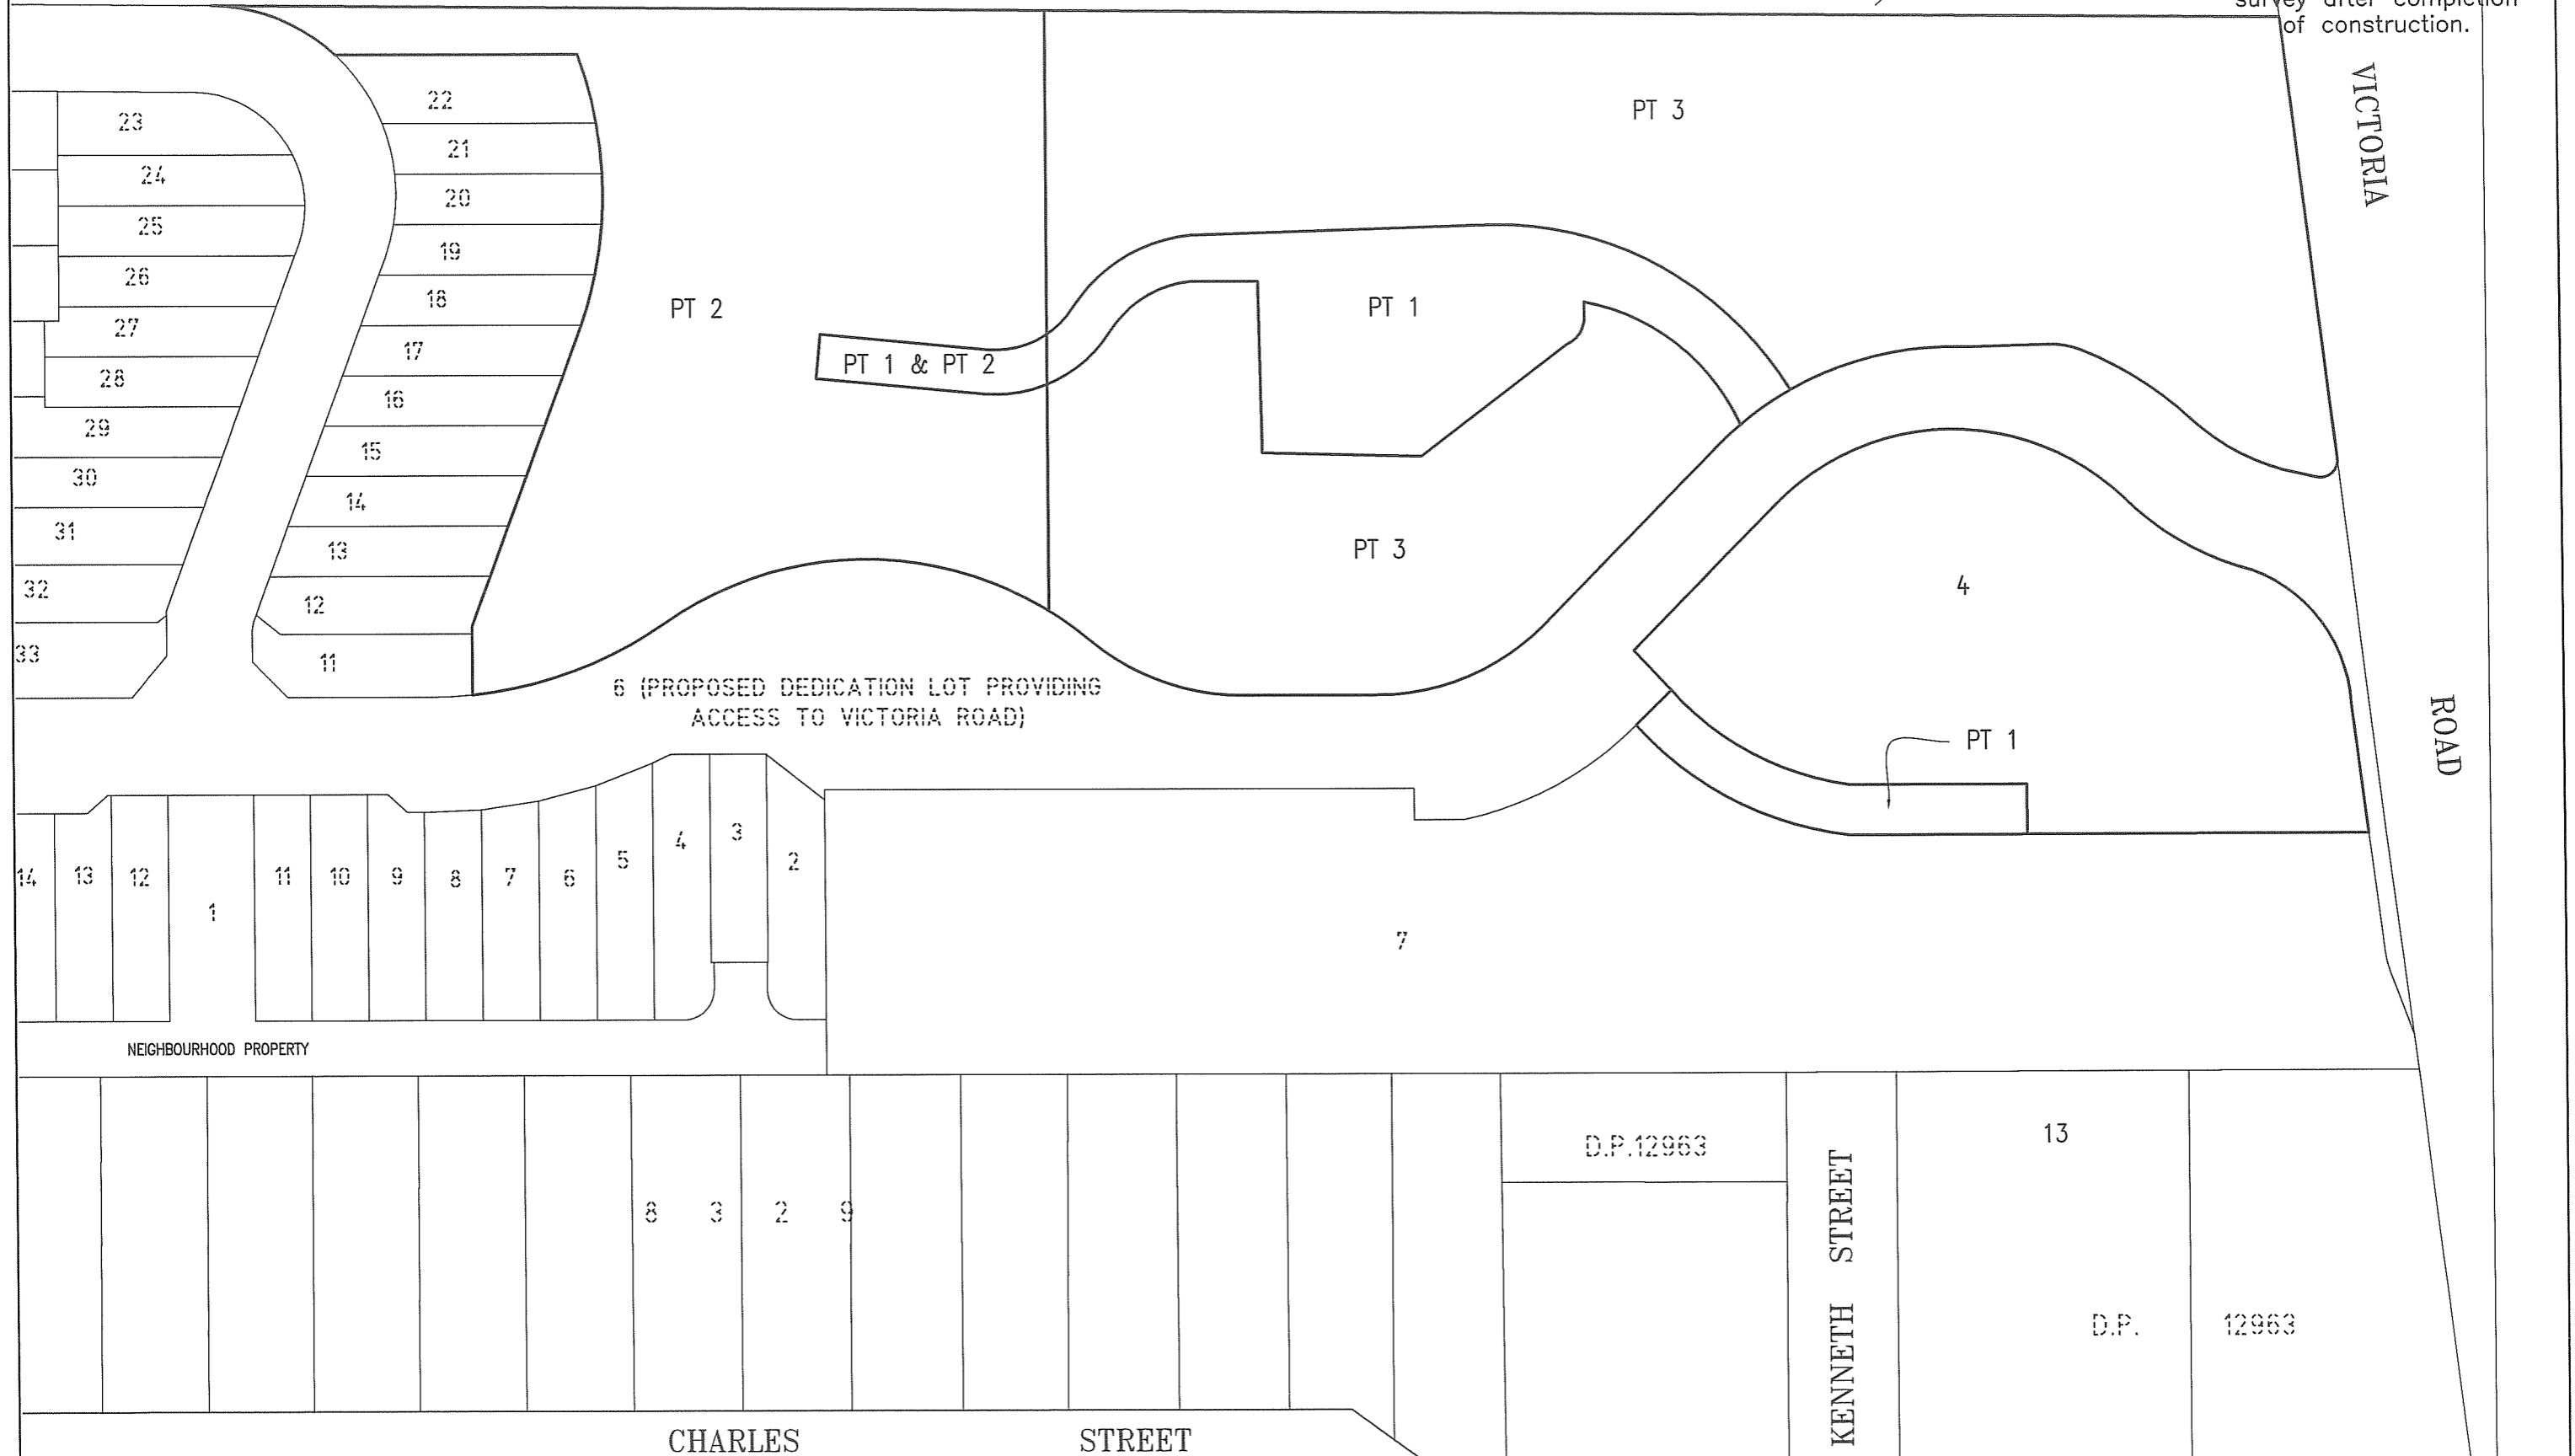 survey after completion
of construction.
VICTORIA
ROAD
PT 3
22
23
21
24
20
25
19
26
18
PT 2
PT 1
27
17
PT 1 & PT 2
28
16
29
15
30
14
31
13
PT 3
32
12
4
33
11
6 (PROPOSED DEDICATION LOT PROVIDING
ACCESS TO VICTORIA ROAD)
PT 1
14
13
12
1
11
10
9
8
7
6
5
4
3
2
7
NEIGHBOURHOOD PROPERTY
D.P.12963
13
8 3 2 9
KENNETH STREET
D.P. 12963
CHARLES STREET